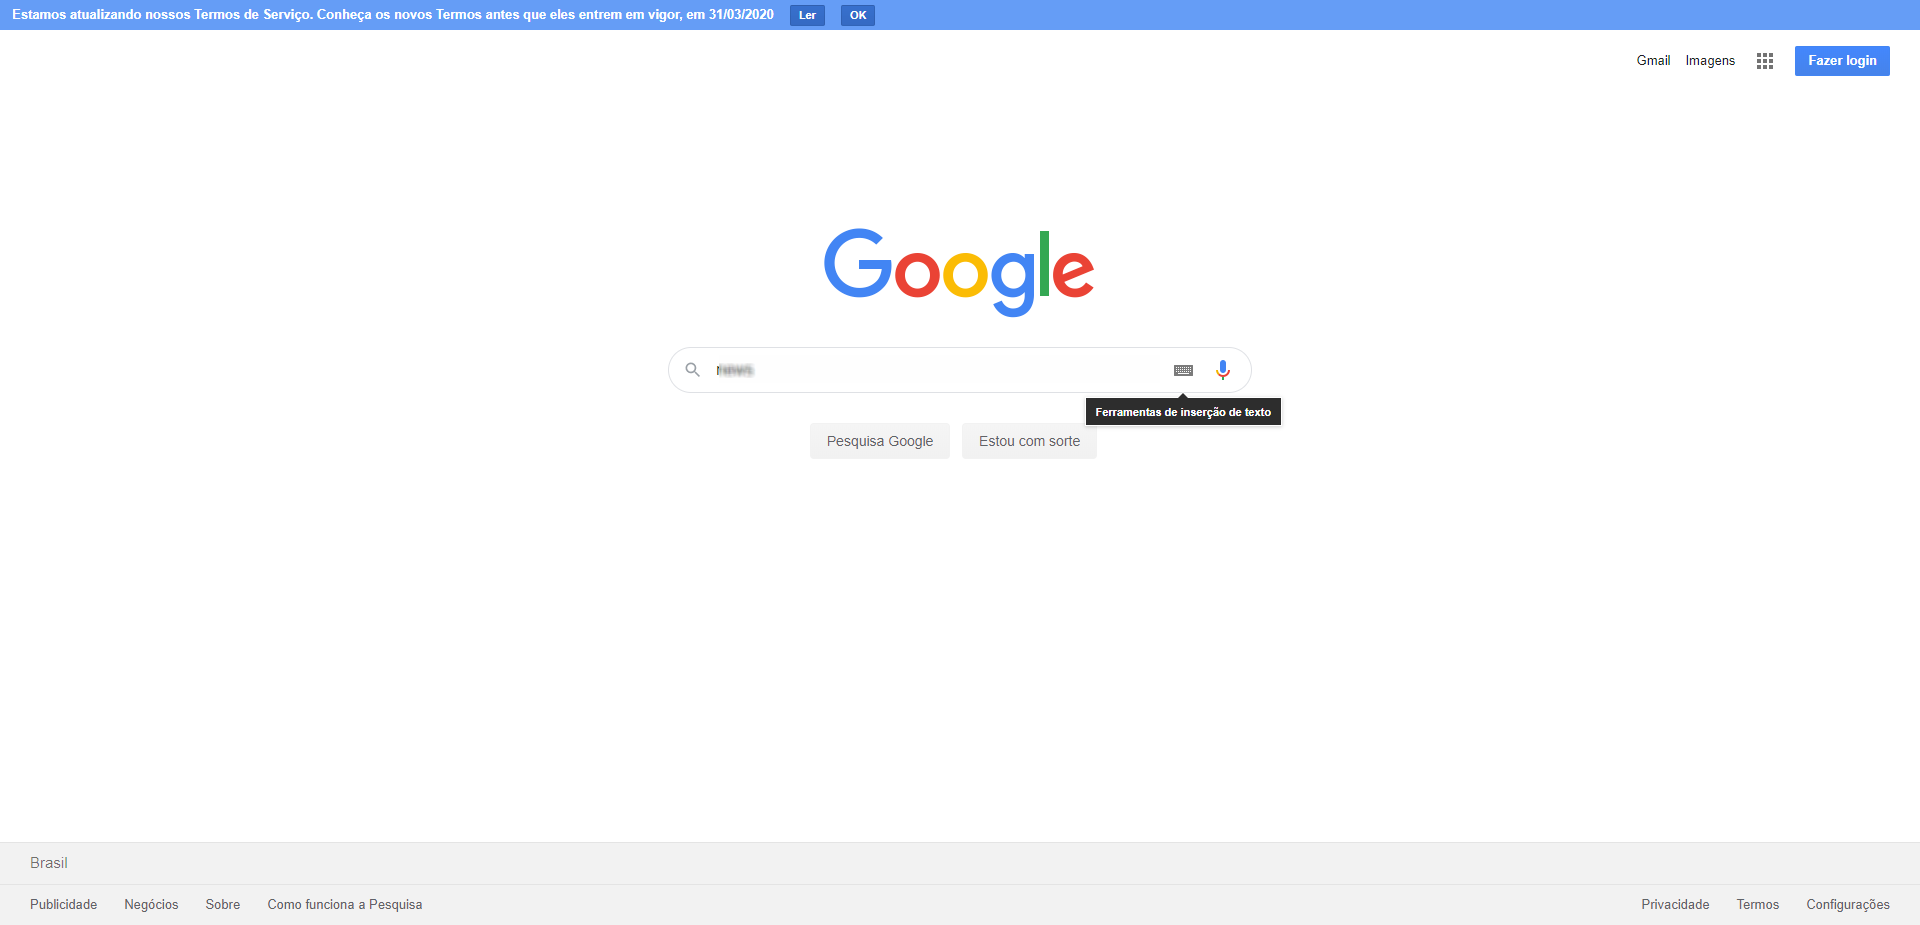 Estamos atualizando nossos Termos de Serviço. Conheça os novos Termos antes que eles entrem em vigor, em 31/03/2020 Ler OK
Gmail Imagens Fazer login
Google
Ferramentas de inserção de texto
Pesquisa Google Estou com sorte
Brasil
Publicidade Negócios Sobre Como funciona a Pesquisa Privacidade Termos Configurações